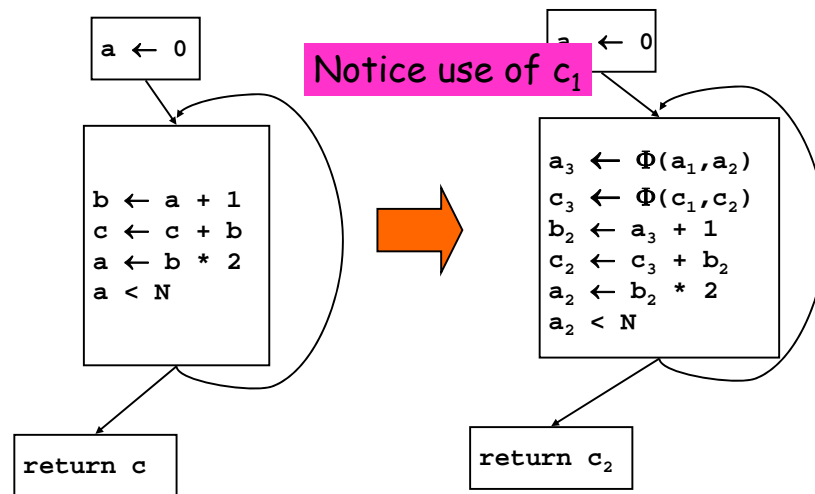 a ← 0
b ← a + 1
c ← c + b
a ← b * 2
a < N
return c
Notice use of c₁
← 0
a₃ ← Φ(a₁,a₂)
c₃ ← Φ(c₁,c₂)
b₂ ← a₃ + 1
c₂ ← c₃ + b₂
a₂ ← b₂ * 2
a₂ < N
return c₂